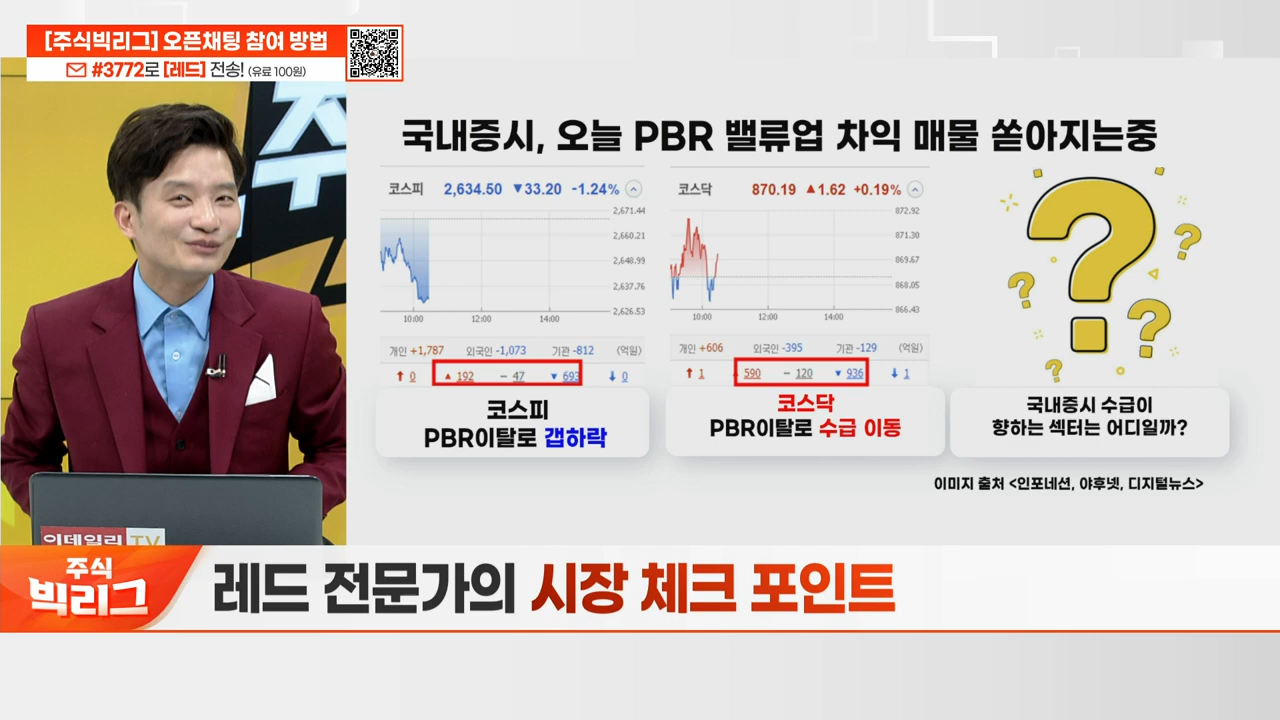 [주식빅리그] 오픈채팅 참여 방법
#3772로 [레드] 전송! (유료 100원)
국내증시, 오늘 PBR 밸류업 차익 매물 쏟아지는중
코스피 2,634.50 ▼33.20 -1.24%
2,671.44
2,660.21
2,648.99
2,637.76
2,626.53
10:00 12:00 14:00
개인 +1,787 외국인 -1,073 기관 -812 (억원)
↑ 0 ▲ 192 - 47 ▼ 693 ↓ 0
코스피
PBR이탈로 갭하락
코스닥 870.19 ▲1.62 +0.19%
872.92
871.30
869.67
868.05
866.43
10:00 12:00 14:00
개인 +606 외국인 -395 기관 -129 (억원)
↑ 1 590 - 120 ▼ 936 ↓ 1
코스닥
PBR이탈로 수급 이동
국내증시 수급이
향하는 섹터는 어디일까?
이미지 출처 <인포네션, 야후넷, 디지털뉴스>
이데일리 TV
주식
빅리그
레드 전문가의 시장 체크 포인트